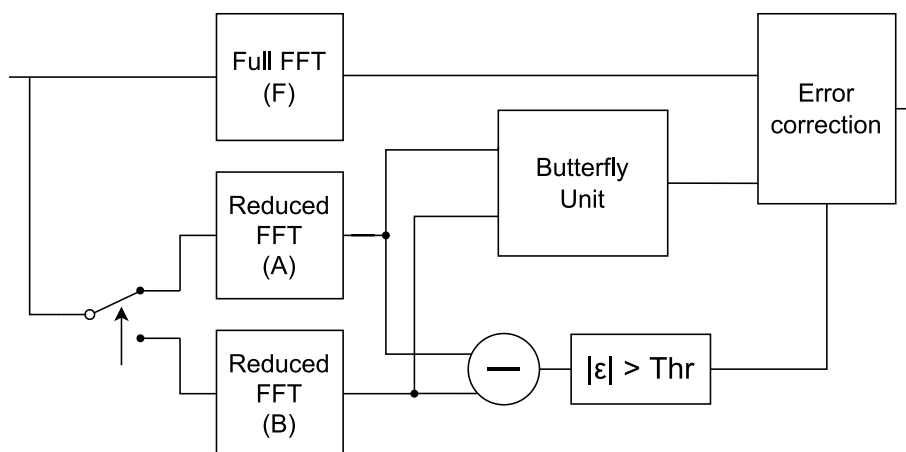 Full FFT
(F)
Error
correction
Butterfly
Unit
Reduced
FFT
(A)
Reduced
FFT
(B)
|ε| > Thr